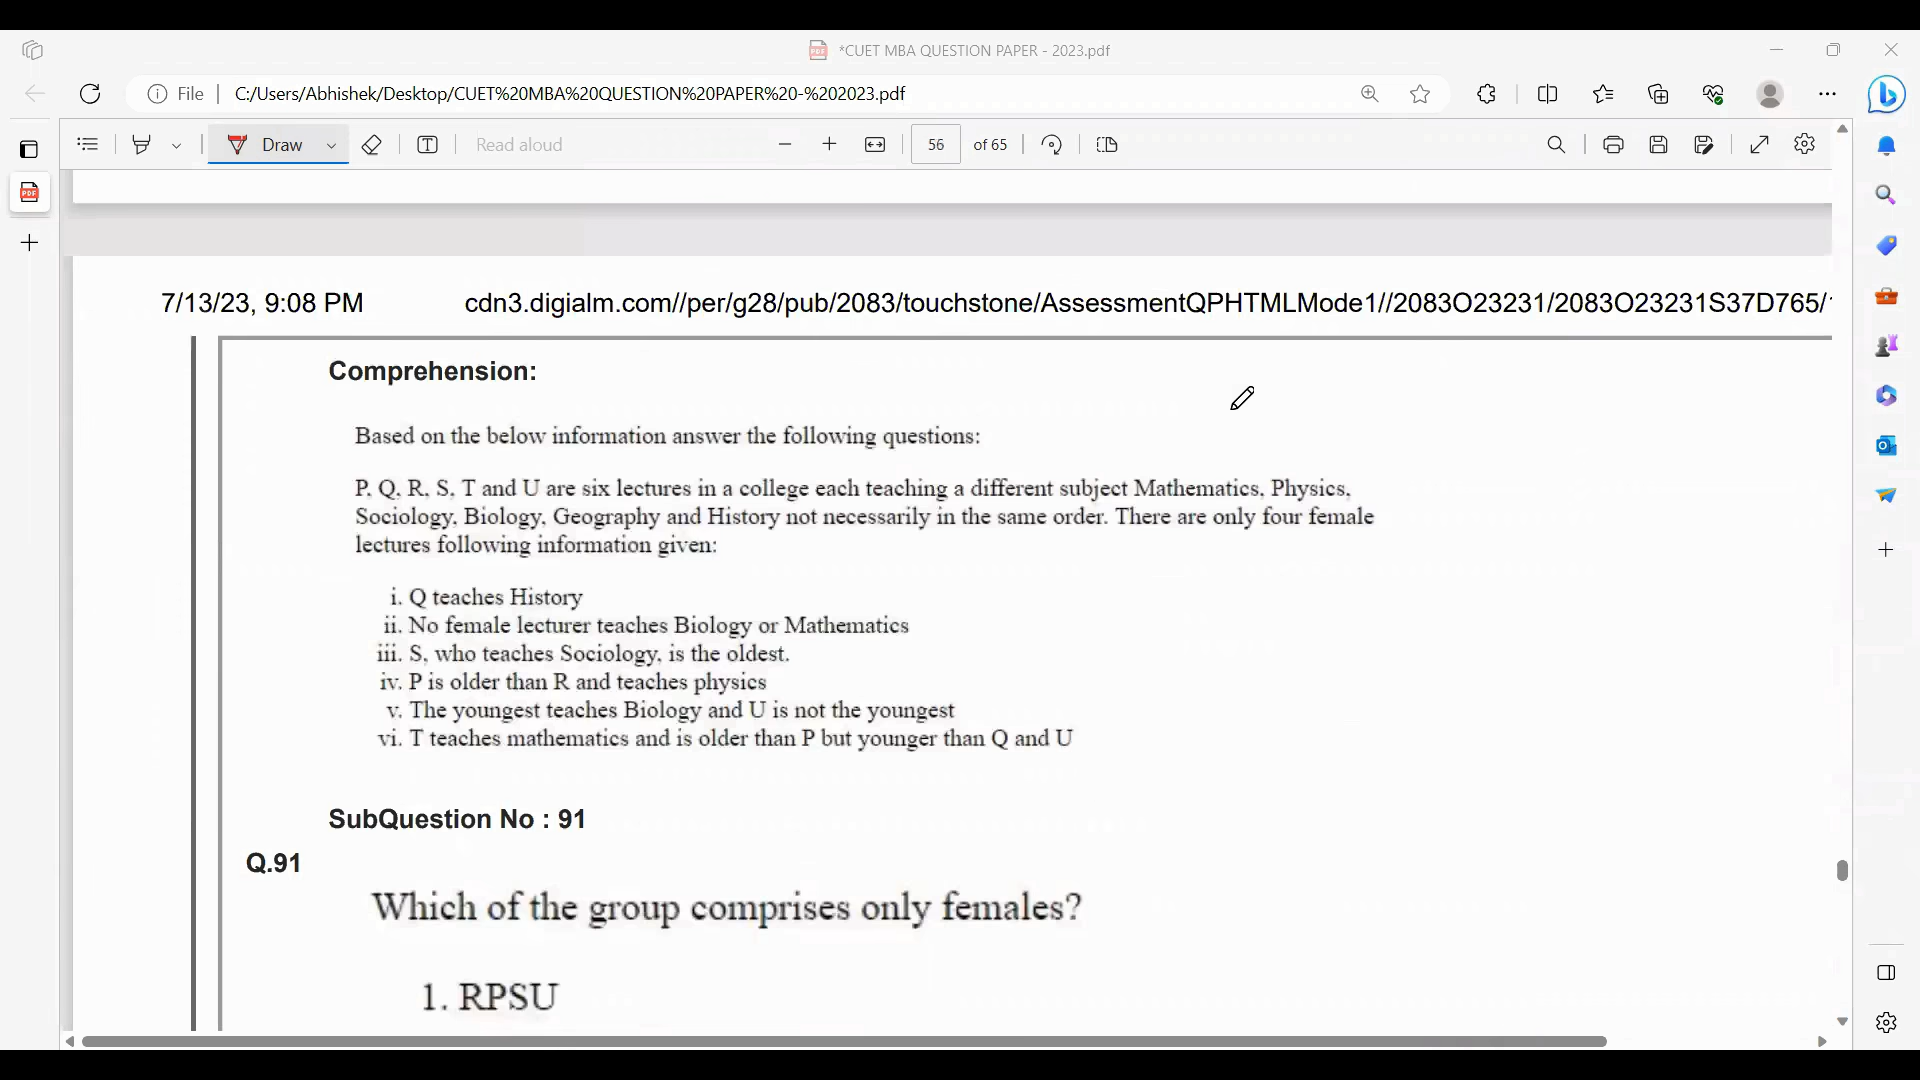 *CUET MBA QUESTION PAPER - 2023.pdf
File C:/Users/Abhishek/Desktop/CUET%20MBA%20QUESTION%20PAPER%20-%202023.pdf
Draw Read aloud 56 of 65
7/13/23, 9:08 PM cdn3.digialm.com//per/g28/pub/2083/touchstone/AssessmentQPHTMLMode1//2083O23231/2083O23231S37D765/
Comprehension:
Based on the below information answer the following questions:
P, Q, R, S, T and U are six lectures in a college each teaching a different subject Mathematics, Physics,
Sociology, Biology, Geography and History not necessarily in the same order. There are only four female
lectures following information given:
i. Q teaches History
ii. No female lecturer teaches Biology or Mathematics
iii. S, who teaches Sociology, is the oldest.
iv. P is older than R and teaches physics
v. The youngest teaches Biology and U is not the youngest
vi. T teaches mathematics and is older than P but younger than Q and U
SubQuestion No : 91
Q.91
Which of the group comprises only females?
1. RPSU